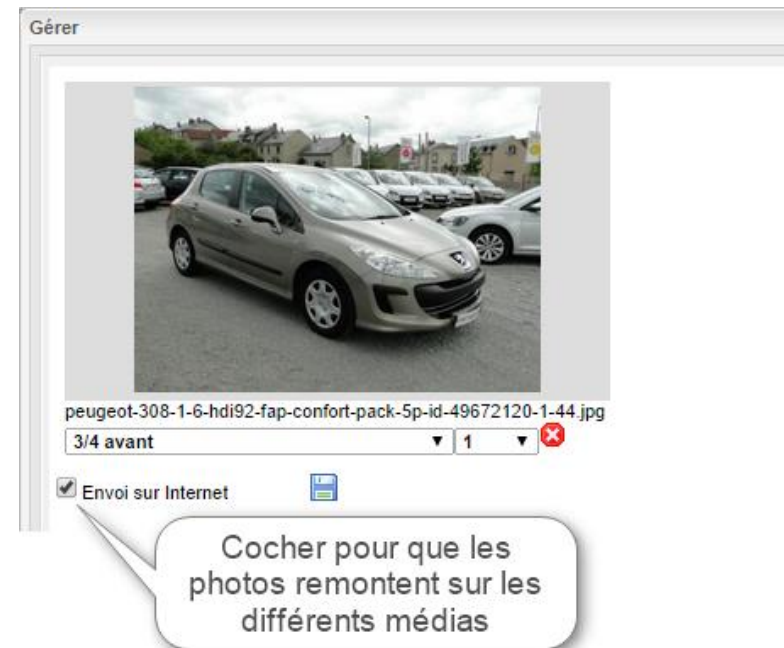 Gérer
peugeot-308-1-6-hdi92-fap-confort-pack-5p-id-49672120-1-44.jpg
3/4 avant 1
Envoi sur Internet
Cocher pour que les
photos remontent sur les
différents médias